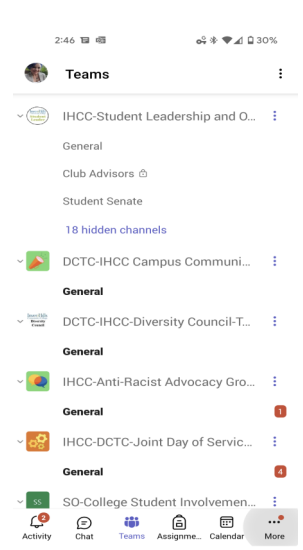 2:46 30%
Teams
IHCC-Student Leadership and O...
General
Club Advisors
Student Senate
18 hidden channels
DCTC-IHCC Campus Communi...
General
DCTC-IHCC-Diversity Council-T...
General
IHCC-Anti-Racist Advocacy Gro...
General 1
IHCC-DCTC-Joint Day of Servic...
General 4
SS SO-College Student Involvemen...
2
Activity Chat Teams Assignme... Calendar More